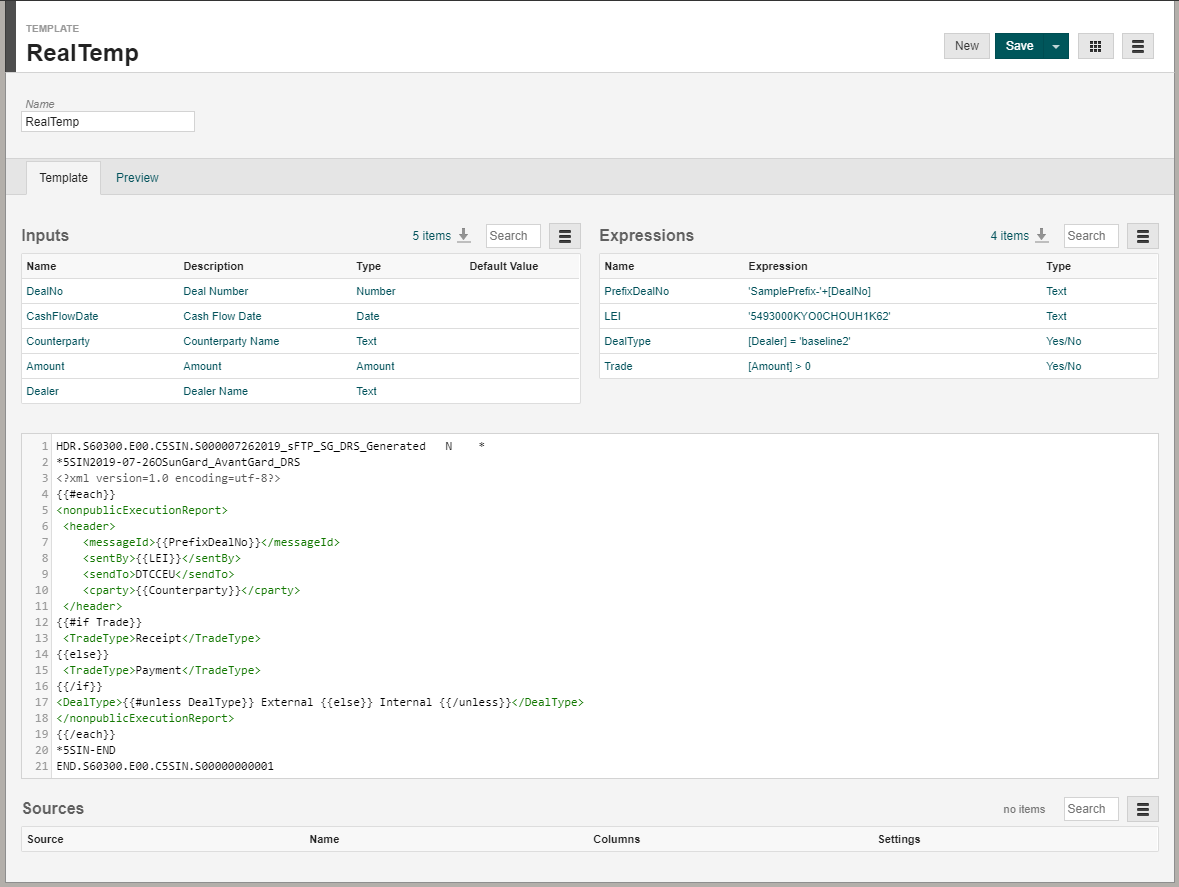 TEMPLATE
RealTemp
New Save
Name
RealTemp
Template Preview
Inputs 5 items Search
Name Description Type Default Value
DealNo Deal Number Number
CashFlowDate Cash Flow Date Date
Counterparty Counterparty Name Text
Amount Amount Amount
Dealer Dealer Name Text
Expressions 4 items Search
Name Expression Type
PrefixDealNo 'SamplePrefix-'+[DealNo] Text
LEI '5493000KYO0CHOUH1K62' Text
DealType [Dealer] = 'baseline2' Yes/No
Trade [Amount] > 0 Yes/No
1 HDR.S60300.E00.C5SIN.S000007262019_sFTP_SG_DRS_Generated   N    *
2 *5SIN2019-07-26OSunGard_AvantGard_DRS
3 <?xml version=1.0 encoding=utf-8?>
4 {{#each}}
5 <nonpublicExecutionReport>
6  <header>
7     <messageId>{{PrefixDealNo}}</messageId>
8     <sentBy>{{LEI}}</sentBy>
9     <sendTo>DTCCEU</sendTo>
10     <cparty>{{Counterparty}}</cparty>
11  </header>
12 {{#if Trade}}
13  <TradeType>Receipt</TradeType>
14 {{else}}
15  <TradeType>Payment</TradeType>
16 {{/if}}
17 <DealType>{{#unless DealType}} External {{else}} Internal {{/unless}}</DealType>
18 </nonpublicExecutionReport>
19 {{/each}}
20 *5SIN-END
21 END.S60300.E00.C5SIN.S00000000001
Sources no items Search
Source Name Columns Settings